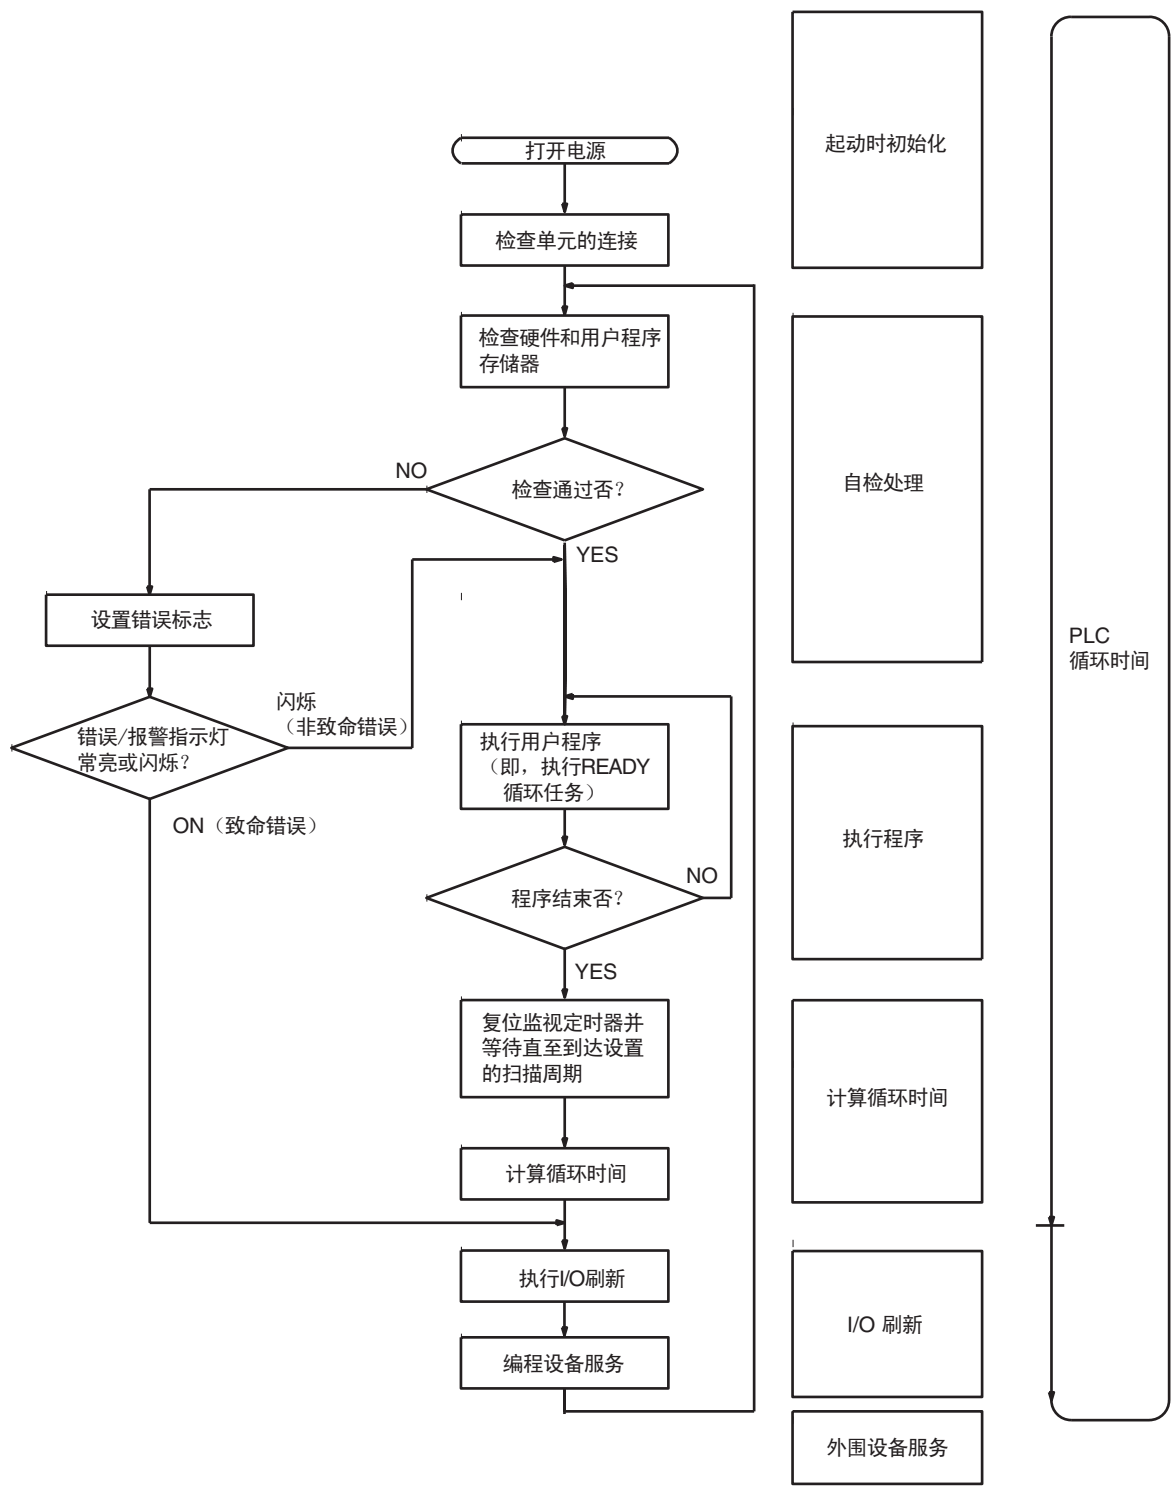 打开电源
起动时初始化
检查单元的连接
检查硬件和用户程序
存储器
NO
检查通过否？
自检处理
YES
设置错误标志
PLC
循环时间
闪烁
（非致命错误）
错误/报警指示灯
常亮或闪烁？
执行用户程序
（即，执行READY
循环任务）
ON（致命错误）
执行程序
NO
程序结束否？
YES
复位监视定时器并
等待直至到达设置
的扫描周期
计算循环时间
计算循环时间
执行I/O刷新
I/O 刷新
编程设备服务
外围设备服务